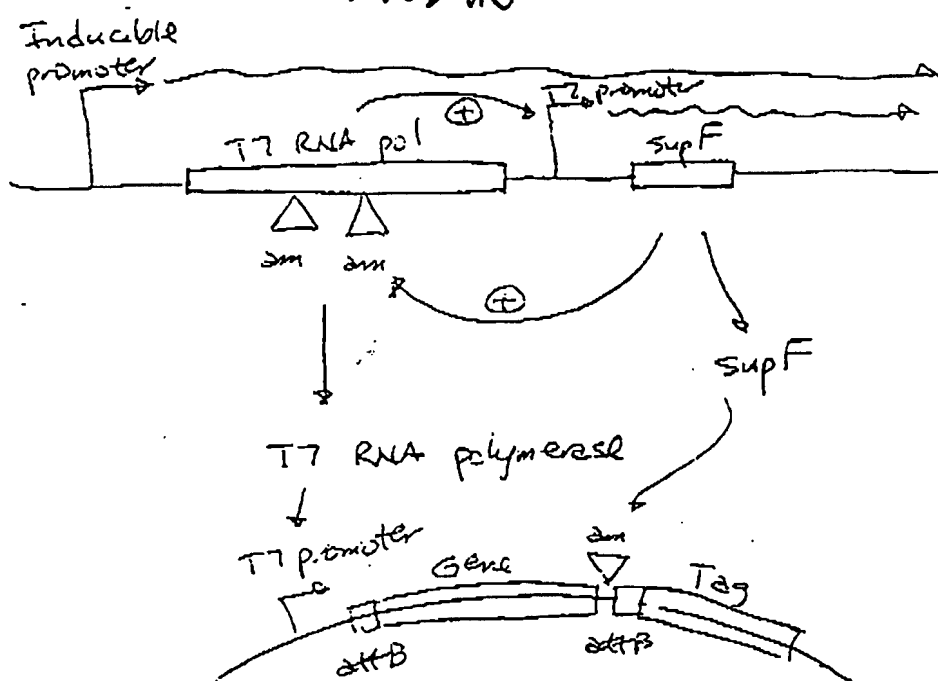 Inducible
promoter
T7 promoter
+
T7 RNA pol
supF
am am
+
supF
T7 RNA polymerase
T7 promoter
Gene
am
Tag
attB
attB